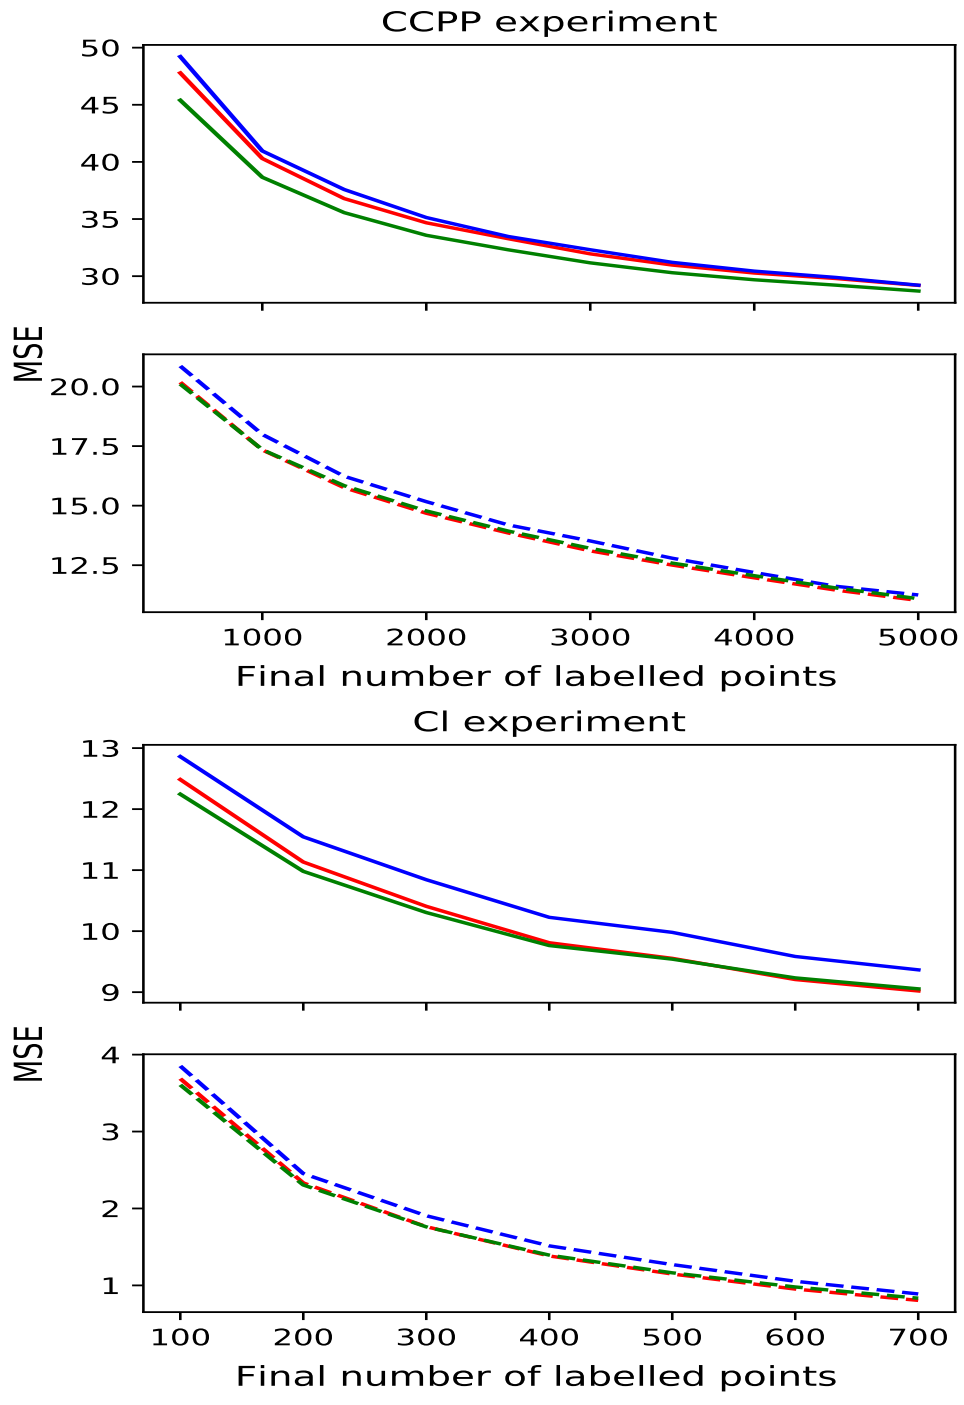 CCPP experiment
50
45
40
35
30
MSE
20.0
17.5
15.0
12.5
1000 2000 3000 4000 5000
Final number of labelled points
Cl experiment
13
12
11
10
9
MSE
4
3
2
1
100 200 300 400 500 600 700
Final number of labelled points